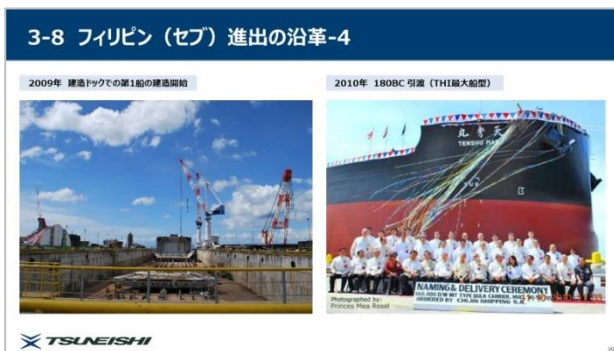 3-8 フィリピン（セブ）進出の沿革-4
2009年 建造ドックでの第1船の建造開始
2010年 180BC 引渡（THI最大船型）
TENSHU MARU
NAMING & DELIVERY CEREMONY
Photographed by:
Princes Mea Rosel
TSUNEISHI